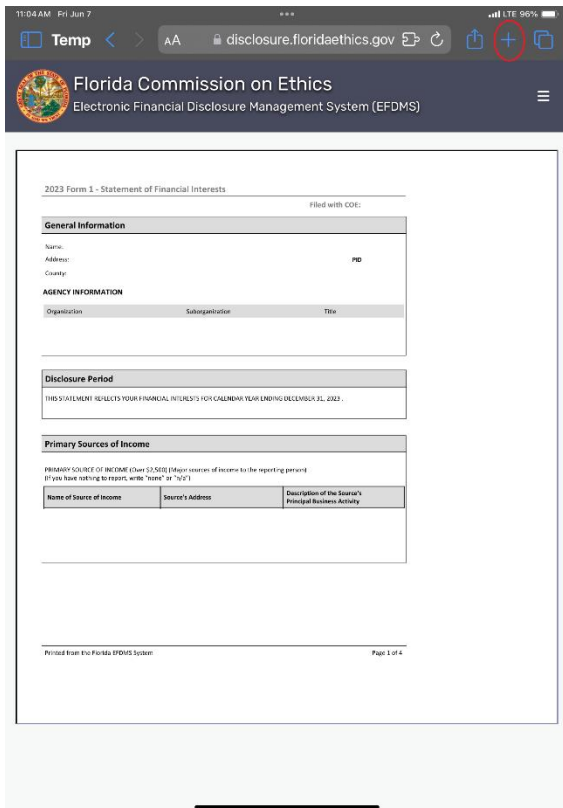 11:04 AM Fri Jun 7
LTE 96%
Temp AA disclosure.floridaethics.gov
Florida Commission on Ethics
Electronic Financial Disclosure Management System (EFDMS)
2023 Form 1 - Statement of Financial Interests
Filed with COE:
General Information
Name:
Address: PID
County:
AGENCY INFORMATION
Organization Suborganization Title
Disclosure Period
THIS STATEMENT REFLECTS YOUR FINANCIAL INTERESTS FOR CALENDAR YEAR ENDING DECEMBER 31, 2023 .
Primary Sources of Income
PRIMARY SOURCE OF INCOME (Over $2,500) (Major sources of income to the reporting person)
(If you have nothing to report, write "none" or "n/a")
Name of Source of Income Source's Address Description of the Source's
Principal Business Activity
Printed from the Florida EFDMS System Page 1 of 4